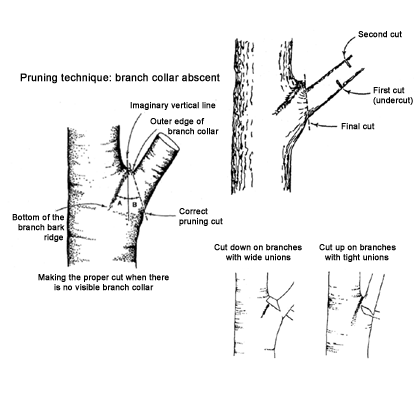 Pruning technique: branch collar abscent
Imaginary vertical line
Outer edge of
branch collar
A
B
Bottom of the
branch bark
ridge
Correct
pruning cut
Making the proper cut when there
is no visible branch collar
Second cut
First cut
(undercut)
Final cut
Cut down on branches
with wide unions
Cut up on branches
with tight unions